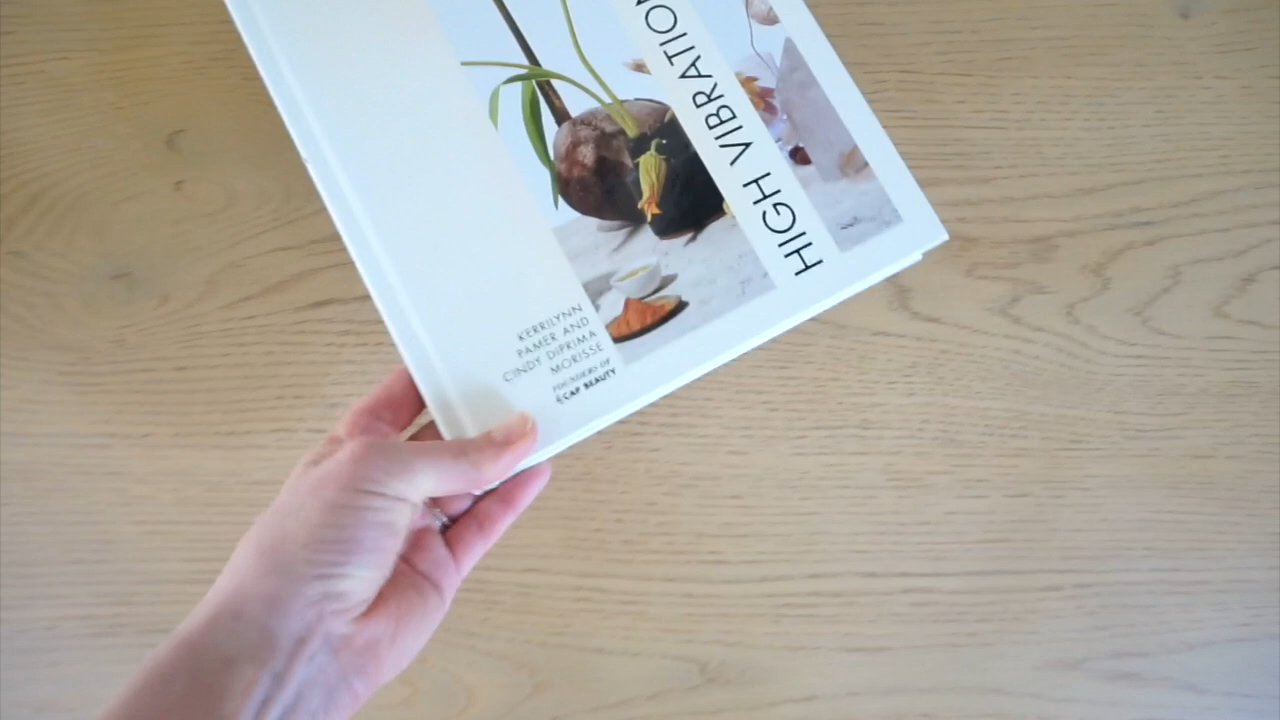 HIGH VIBRATION
KERRILYNN
PAMER AND
CINDY DIPRIMA
MORISSE
FOUNDERS OF
CAP BEAUTY